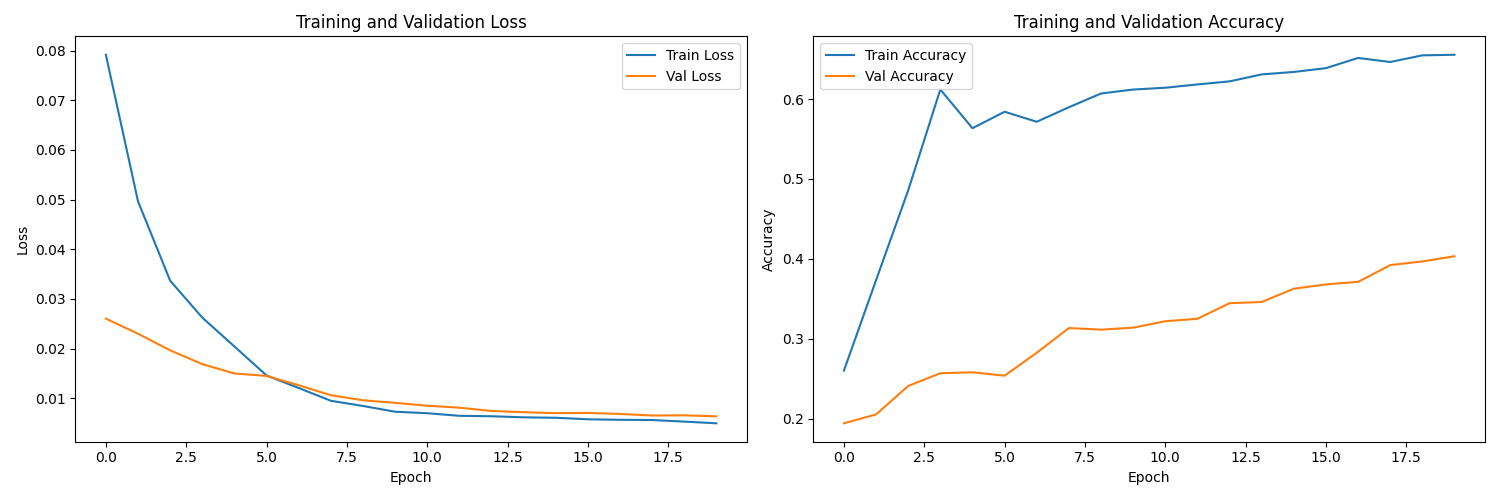 Training and Validation Loss
Train Loss
Val Loss
0.08
0.07
0.06
0.05
0.04
0.03
0.02
0.01
Loss
0.0 2.5 5.0 7.5 10.0 12.5 15.0 17.5
Epoch
Training and Validation Accuracy
Train Accuracy
Val Accuracy
0.6
0.5
0.4
0.3
0.2
Accuracy
0.0 2.5 5.0 7.5 10.0 12.5 15.0 17.5
Epoch